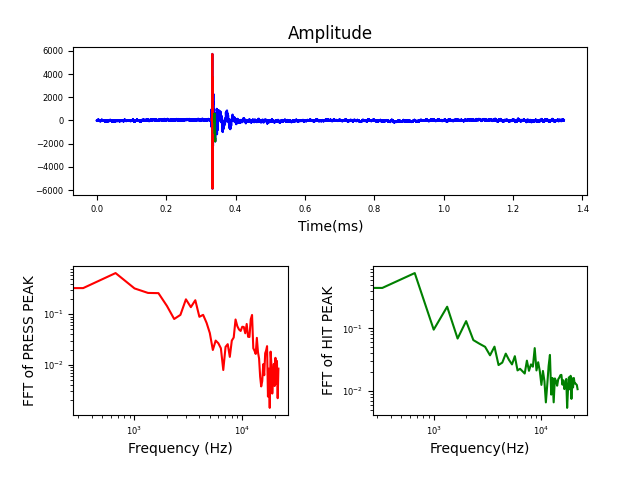 Amplitude
6000
4000
2000
0
−2000
−4000
−6000
0.0 0.2 0.4 0.6 0.8 1.0 1.2 1.4
Time(ms)
FFT of PRESS PEAK
10⁻¹
10⁻²
10³ 10⁴
Frequency (Hz)
FFT of HIT PEAK
10⁻¹
10⁻²
10³ 10⁴
Frequency(Hz)